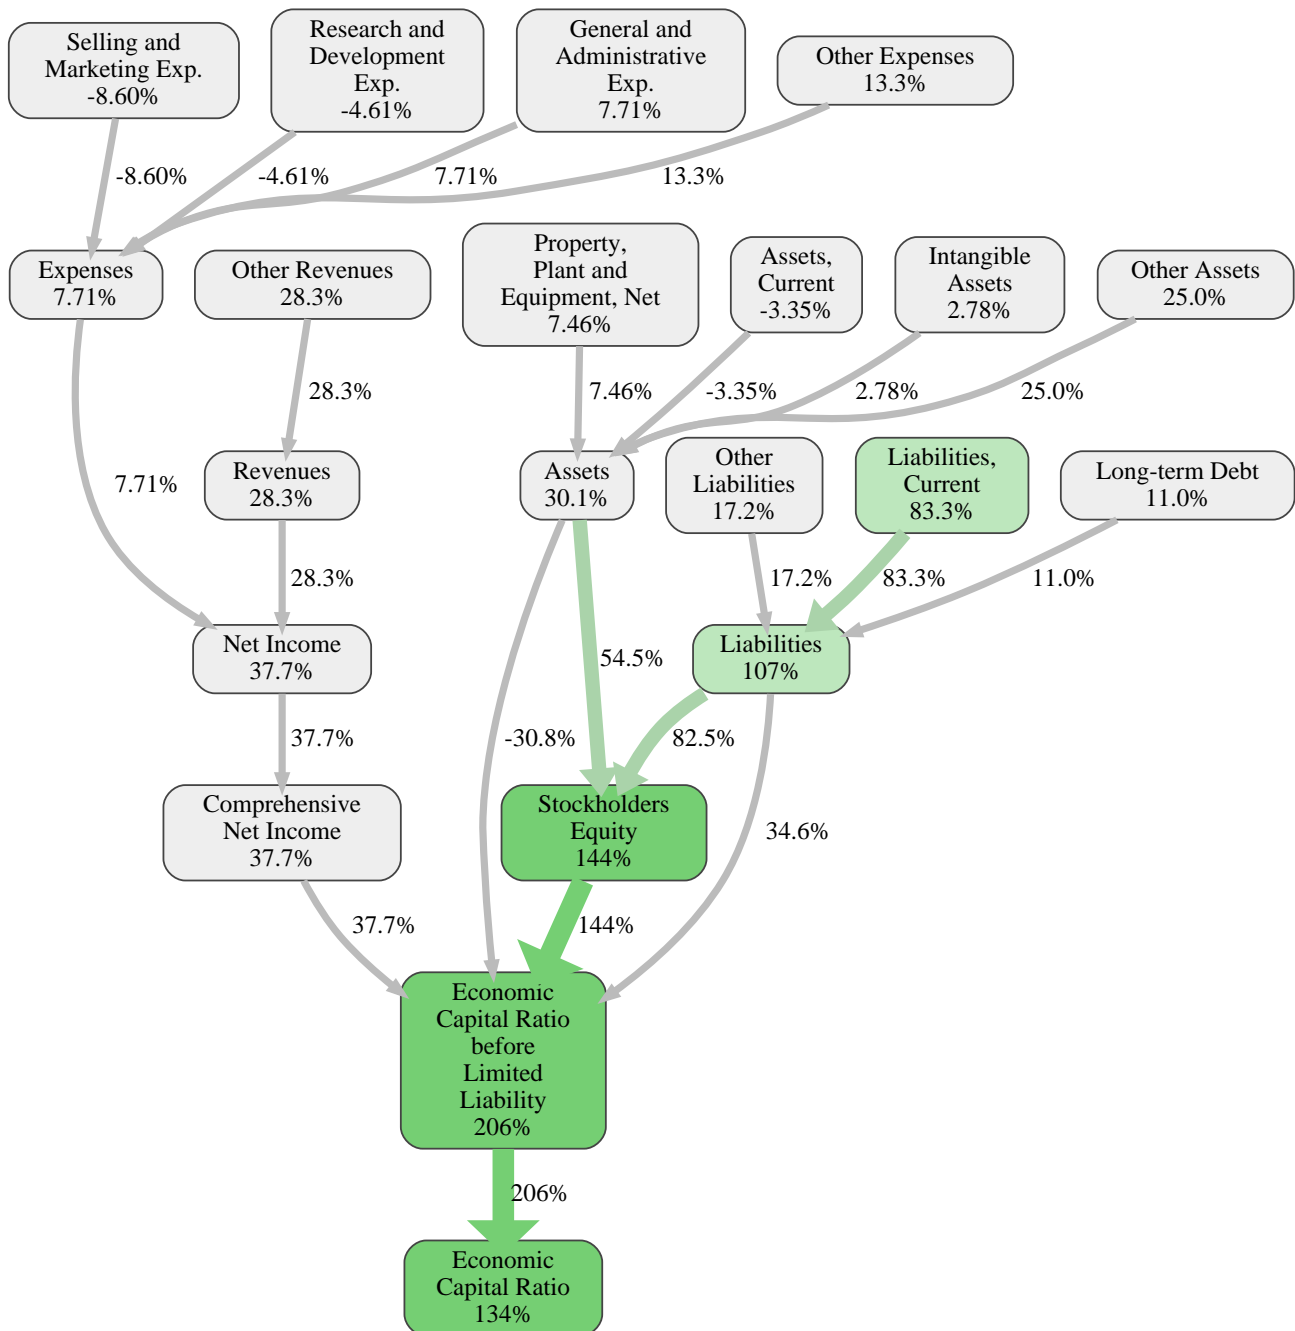 Selling and
Marketing Exp.
-8.60%
Research and
Development
Exp.
-4.61%
General and
Administrative
Exp.
7.71%
Other Expenses
13.3%
-8.60%
-4.61%
7.71%
13.3%
Expenses
7.71%
Other Revenues
28.3%
Property,
Plant and
Equipment, Net
7.46%
Assets,
Current
-3.35%
Intangible
Assets
2.78%
Other Assets
25.0%
28.3%
7.46%
-3.35%
2.78%
25.0%
7.71%
Revenues
28.3%
Assets
30.1%
Other
Liabilities
17.2%
Liabilities,
Current
83.3%
Long-term Debt
11.0%
28.3%
17.2%
83.3%
11.0%
Net Income
37.7%
54.5%
Liabilities
107%
37.7%
-30.8%
82.5%
Comprehensive
Net Income
37.7%
Stockholders
Equity
144%
34.6%
37.7%
144%
Economic
Capital Ratio
before
Limited
Liability
206%
206%
Economic
Capital Ratio
134%